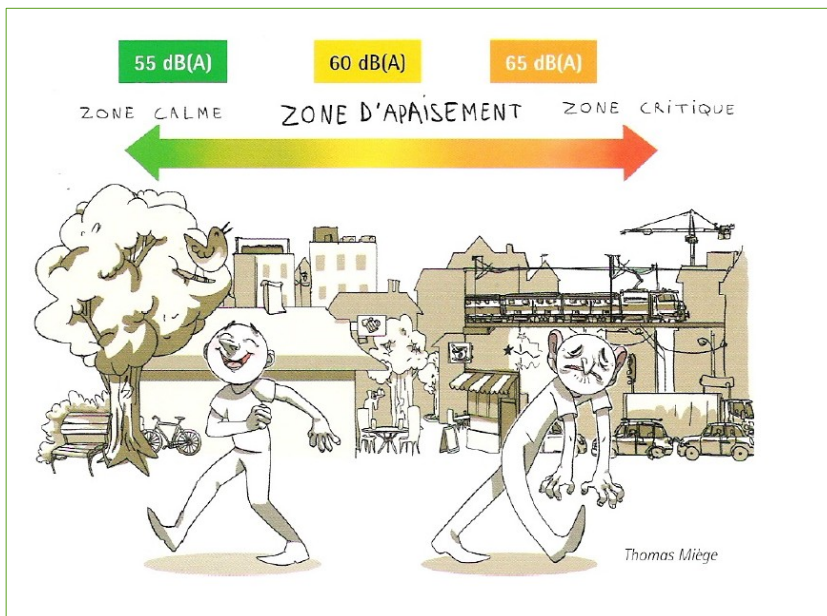 55 dB(A) 60 dB(A) 65 dB(A)
ZONE CALME ZONE D'APAISEMENT ZONE CRITIQUE
Thomas Miège